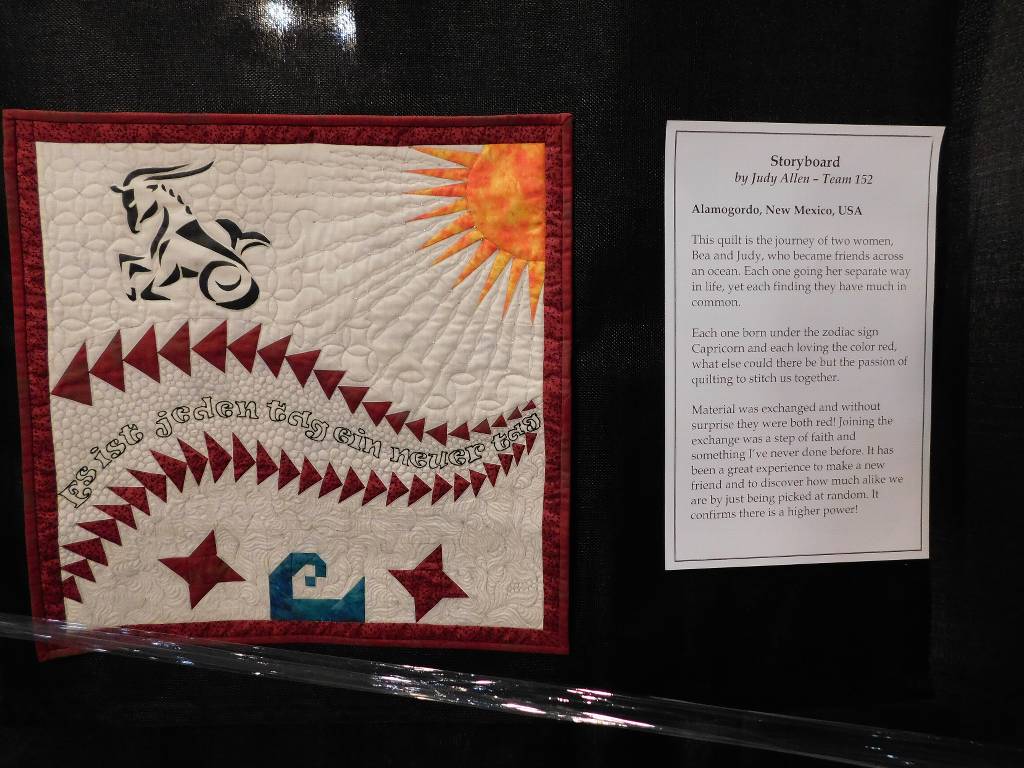 Es ist jeden tag ein neuer tag
Storyboard
by Judy Allen – Team 152
Alamogordo, New Mexico, USA
This quilt is the journey of two women,
Bea and Judy, who became friends across
an ocean. Each one going her separate way
in life, yet each finding they have much in
common.
Each one born under the zodiac sign
Capricorn and each loving the color red,
what else could there be but the passion of
quilting to stitch us together.
Material was exchanged and without
surprise they were both red! Joining the
exchange was a step of faith and
something I've never done before. It has
been a great experience to make a new
friend and to discover how much alike we
are by just being picked at random. It
confirms there is a higher power!